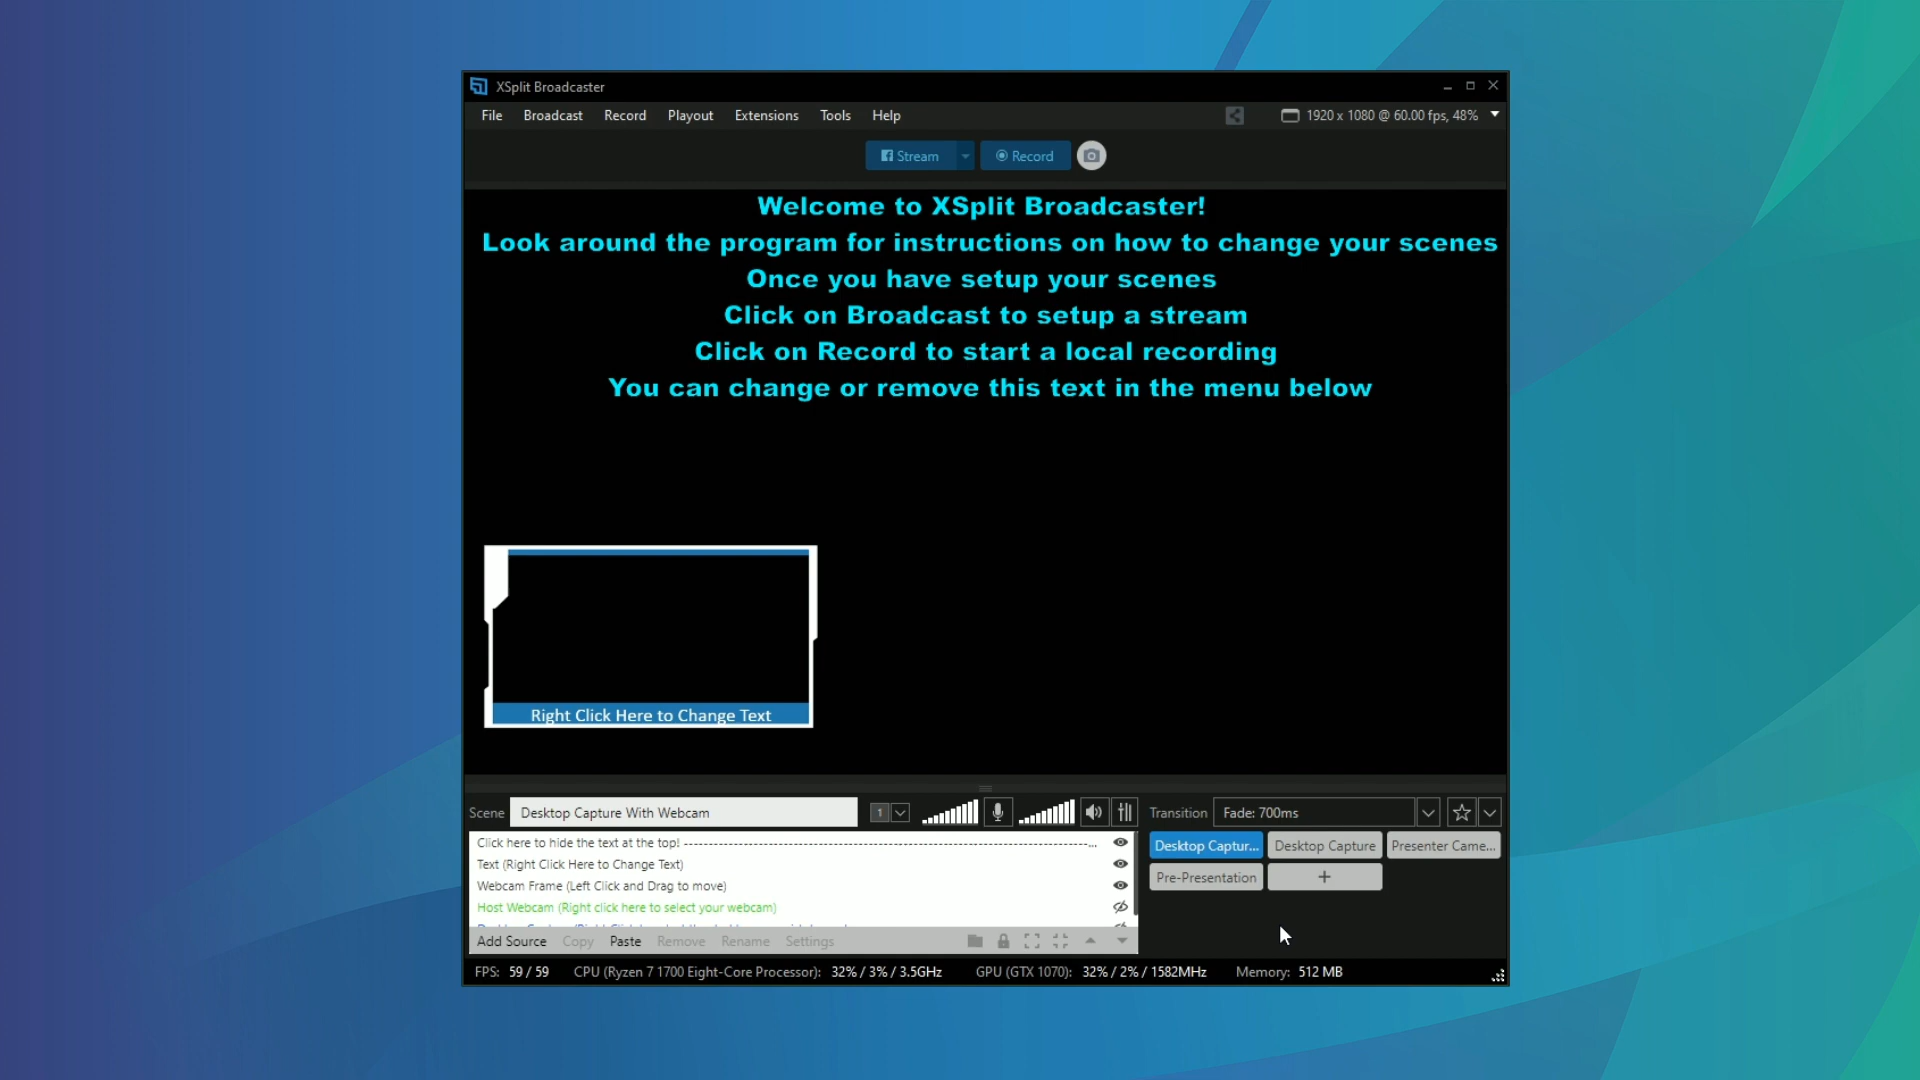 XSplit Broadcaster
File Broadcast Record Playout Extensions Tools Help 1920 x 1080 @ 60.00 fps, 48%
Stream Record
Welcome to XSplit Broadcaster!
Look around the program for instructions on how to change your scenes
Once you have setup your scenes
Click on Broadcast to setup a stream
Click on Record to start a local recording
You can change or remove this text in the menu below
Right Click Here to Change Text
Scene Desktop Capture With Webcam 1 Transition Fade: 700ms
Click here to hide the text at the top! ---------------------------------------------------------------------------------------------------...
Text (Right Click Here to Change Text)
Webcam Frame (Left Click and Drag to move)
Host Webcam (Right click here to select your webcam)
Desktop Captur... Desktop Capture Presenter Came...
Pre-Presentation +
Add Source Copy Paste Remove Rename Settings
FPS: 59 / 59 CPU (Ryzen 7 1700 Eight-Core Processor): 32% / 3% / 3.5GHz GPU (GTX 1070): 32% / 2% / 1582MHz Memory: 512 MB